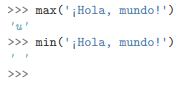 >>> max('¡Hola, mundo!')
'u'
>>> min('¡Hola, mundo!')
' '
>>>